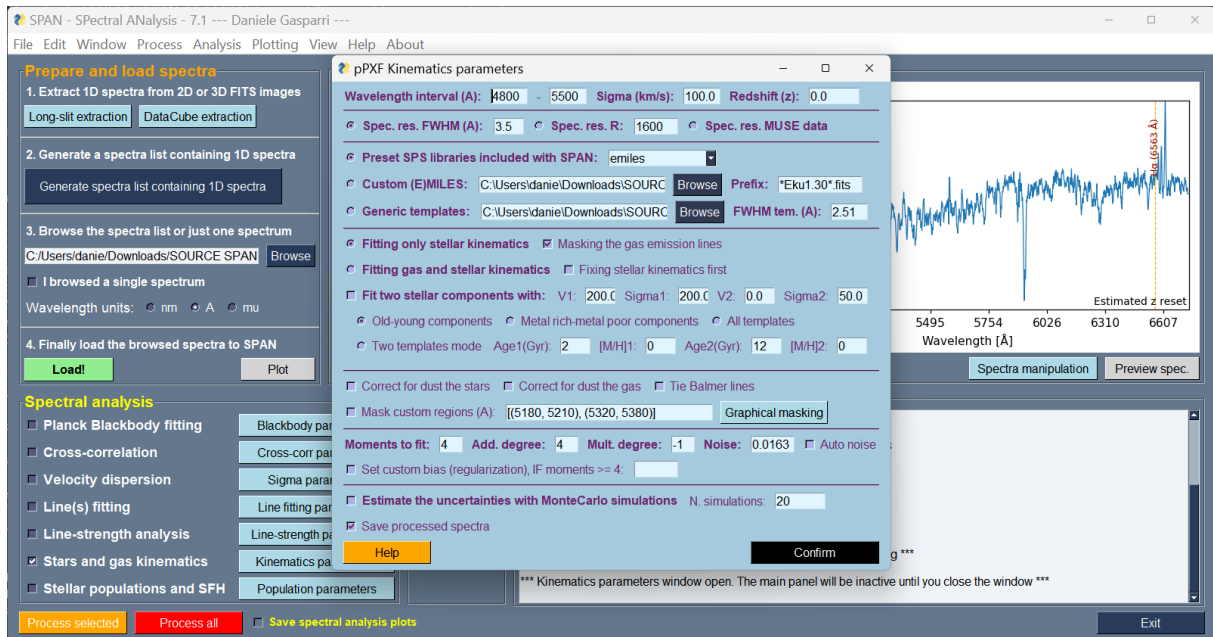 SPAN - SPectral ANalysis - 7.1 --- Daniele Gasparri ---
File Edit Window Process Analysis Plotting View Help About
Prepare and load spectra
1. Extract 1D spectra from 2D or 3D FITS images
Long-slit extraction DataCube extraction
2. Generate a spectra list containing 1D spectra
Generate spectra list containing 1D spectra
3. Browse the spectra list or just one spectrum
C:/Users/danie/Downloads/SOURCE SPAN Browse
I browsed a single spectrum
Wavelength units: nm A mu
4. Finally load the browsed spectra to SPAN
Load! Plot
Spectral analysis
Planck Blackbody fitting Blackbody par
Cross-correlation Cross-corr par
Velocity dispersion Sigma para
Line(s) fitting Line fitting par
Line-strength analysis Line-strength pa
Stars and gas kinematics Kinematics pa
Stellar populations and SFH Population parameters
Process selected Process all Save spectral analysis plots
pPXF Kinematics parameters
Wavelength interval (A): 4800 - 5500 Sigma (km/s): 100.0 Redshift (z): 0.0
Spec. res. FWHM (A): 3.5 Spec. res. R: 1600 Spec. res. MUSE data
Preset SPS libraries included with SPAN: emiles
Custom (E)MILES: C:\Users\danie\Downloads\SOURC Browse Prefix: *Eku1.30*.fits
Generic templates: C:\Users\danie\Downloads\SOURC Browse FWHM tem. (A): 2.51
Fitting only stellar kinematics Masking the gas emission lines
Fitting gas and stellar kinematics Fixing stellar kinematics first
Fit two stellar components with: V1: 200.0 Sigma1: 200.0 V2: 0.0 Sigma2: 50.0
Old-young components Metal rich-metal poor components All templates
Two templates mode Age1(Gyr): 2 [M/H]1: 0 Age2(Gyr): 12 [M/H]2: 0
Correct for dust the stars Correct for dust the gas Tie Balmer lines
Mask custom regions (A): [(5180, 5210), (5320, 5380)] Graphical masking
Moments to fit: 4 Add. degree: 4 Mult. degree: -1 Noise: 0.0163 Auto noise
Set custom bias (regularization), IF moments >= 4:
Estimate the uncertainties with MonteCarlo simulations N. simulations: 20
Save processed spectra
Help Confirm
Hα (6563 Å)
Estimated z reset
5495 5754 6026 6310 6607
Wavelength [Å]
Spectra manipulation Preview spec.
g ***
*** Kinematics parameters window open. The main panel will be inactive until you close the window ***
Exit